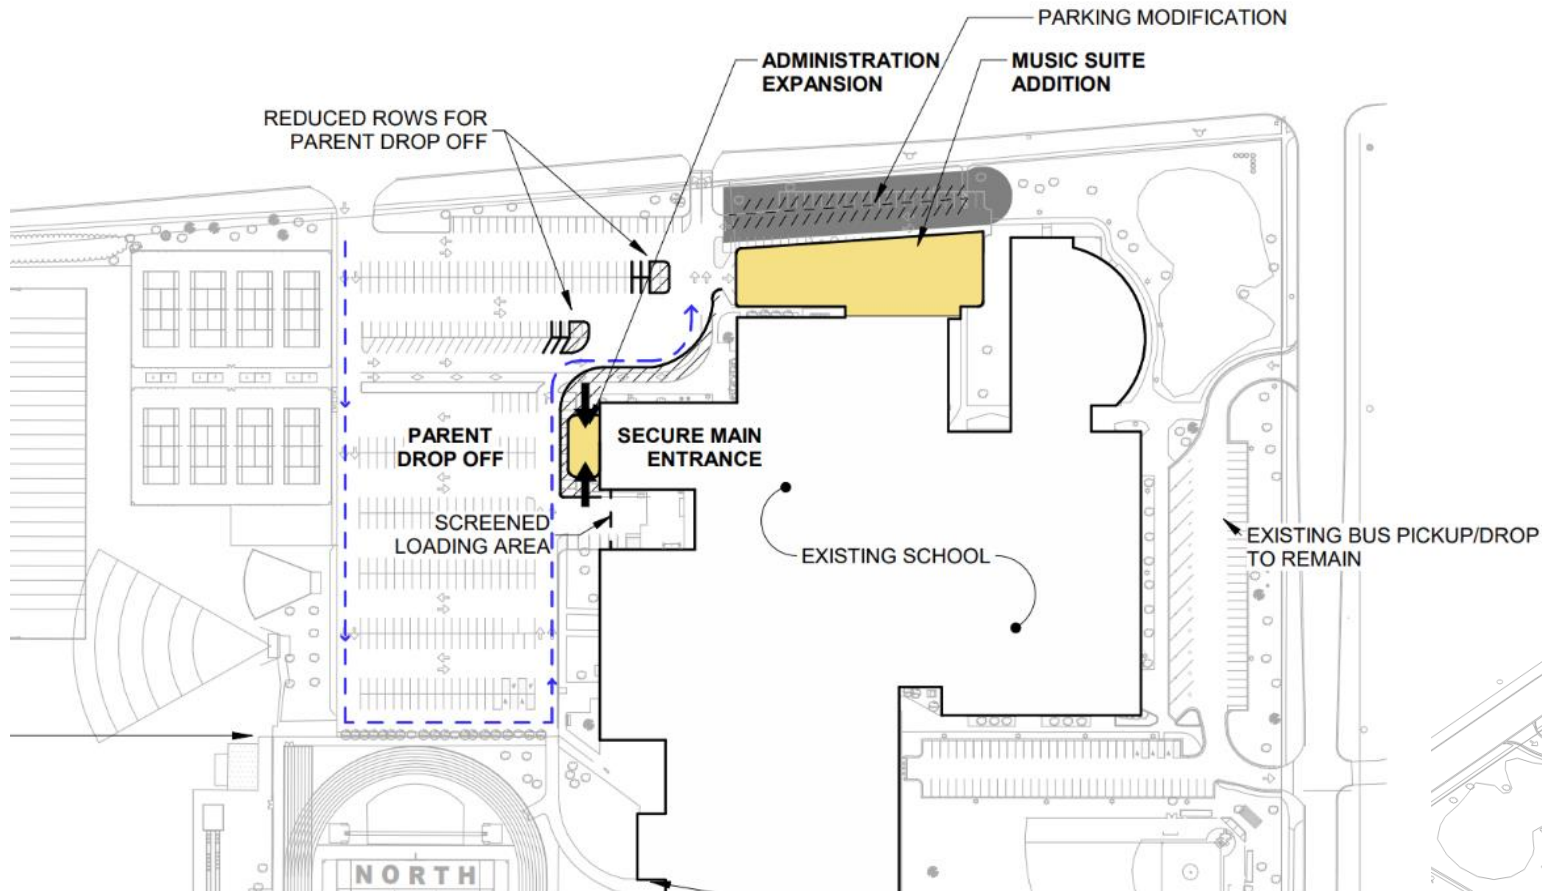 PARKING MODIFICATION
ADMINISTRATION
EXPANSION
MUSIC SUITE
ADDITION
REDUCED ROWS FOR
PARENT DROP OFF
PARENT
DROP OFF
SECURE MAIN
ENTRANCE
SCREENED
LOADING AREA
EXISTING SCHOOL
EXISTING BUS PICKUP/DROP
TO REMAIN
NORTH